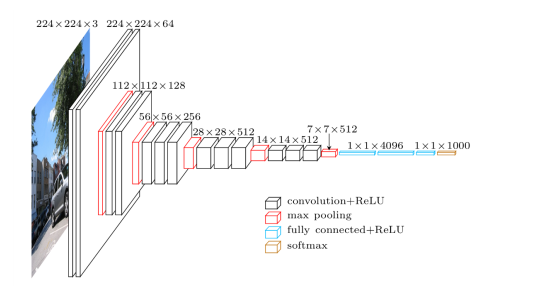 224×224×3
224×224×64
112×112×128
56×56×256
28×28×512
14×14×512
7×7×512
1×1×4096
1×1×1000
convolution+ReLU
max pooling
fully connected+ReLU
softmax